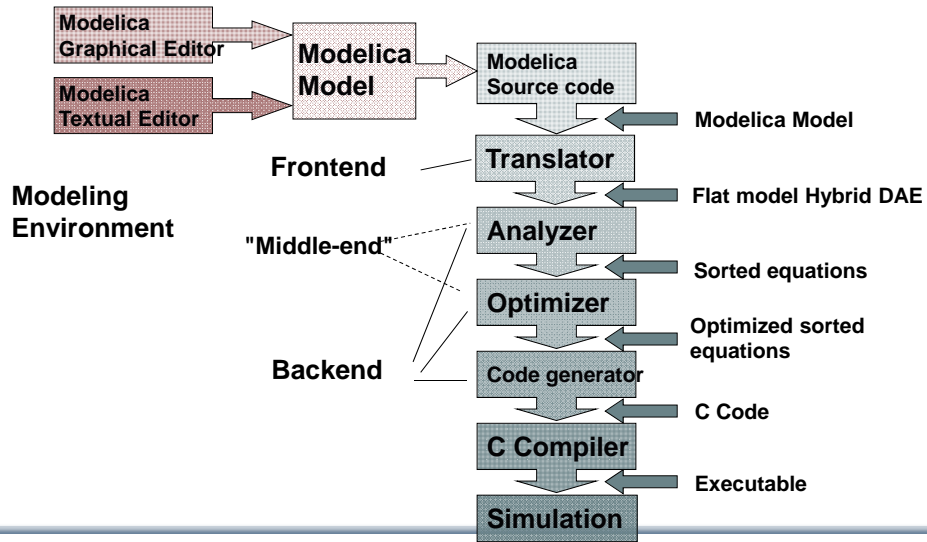 Modelica
Graphical Editor
Modelica
Textual Editor
Modelica
Model
Modelica
Source code
Modelica Model
Frontend
Translator
Flat model Hybrid DAE
Modeling
Environment
"Middle-end"
Analyzer
Sorted equations
Optimizer
Optimized sorted
equations
Backend
Code generator
C Code
C Compiler
Executable
Simulation